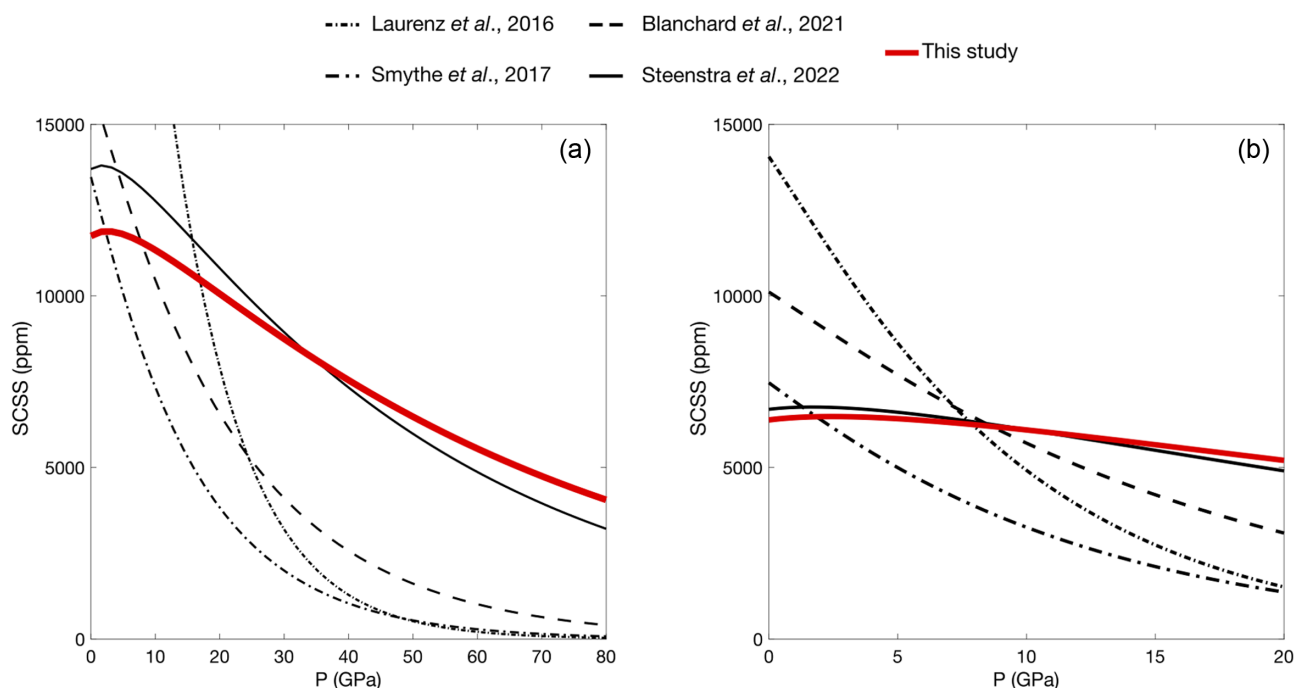 Laurenz et al., 2016
Blanchard et al., 2021
This study
Smythe et al., 2017
Steenstra et al., 2022
(a)
15000
10000
5000
0
SCSS (ppm)
0 10 20 30 40 50 60 70 80
P (GPa)
(b)
15000
10000
5000
0
SCSS (ppm)
0 5 10 15 20
P (GPa)